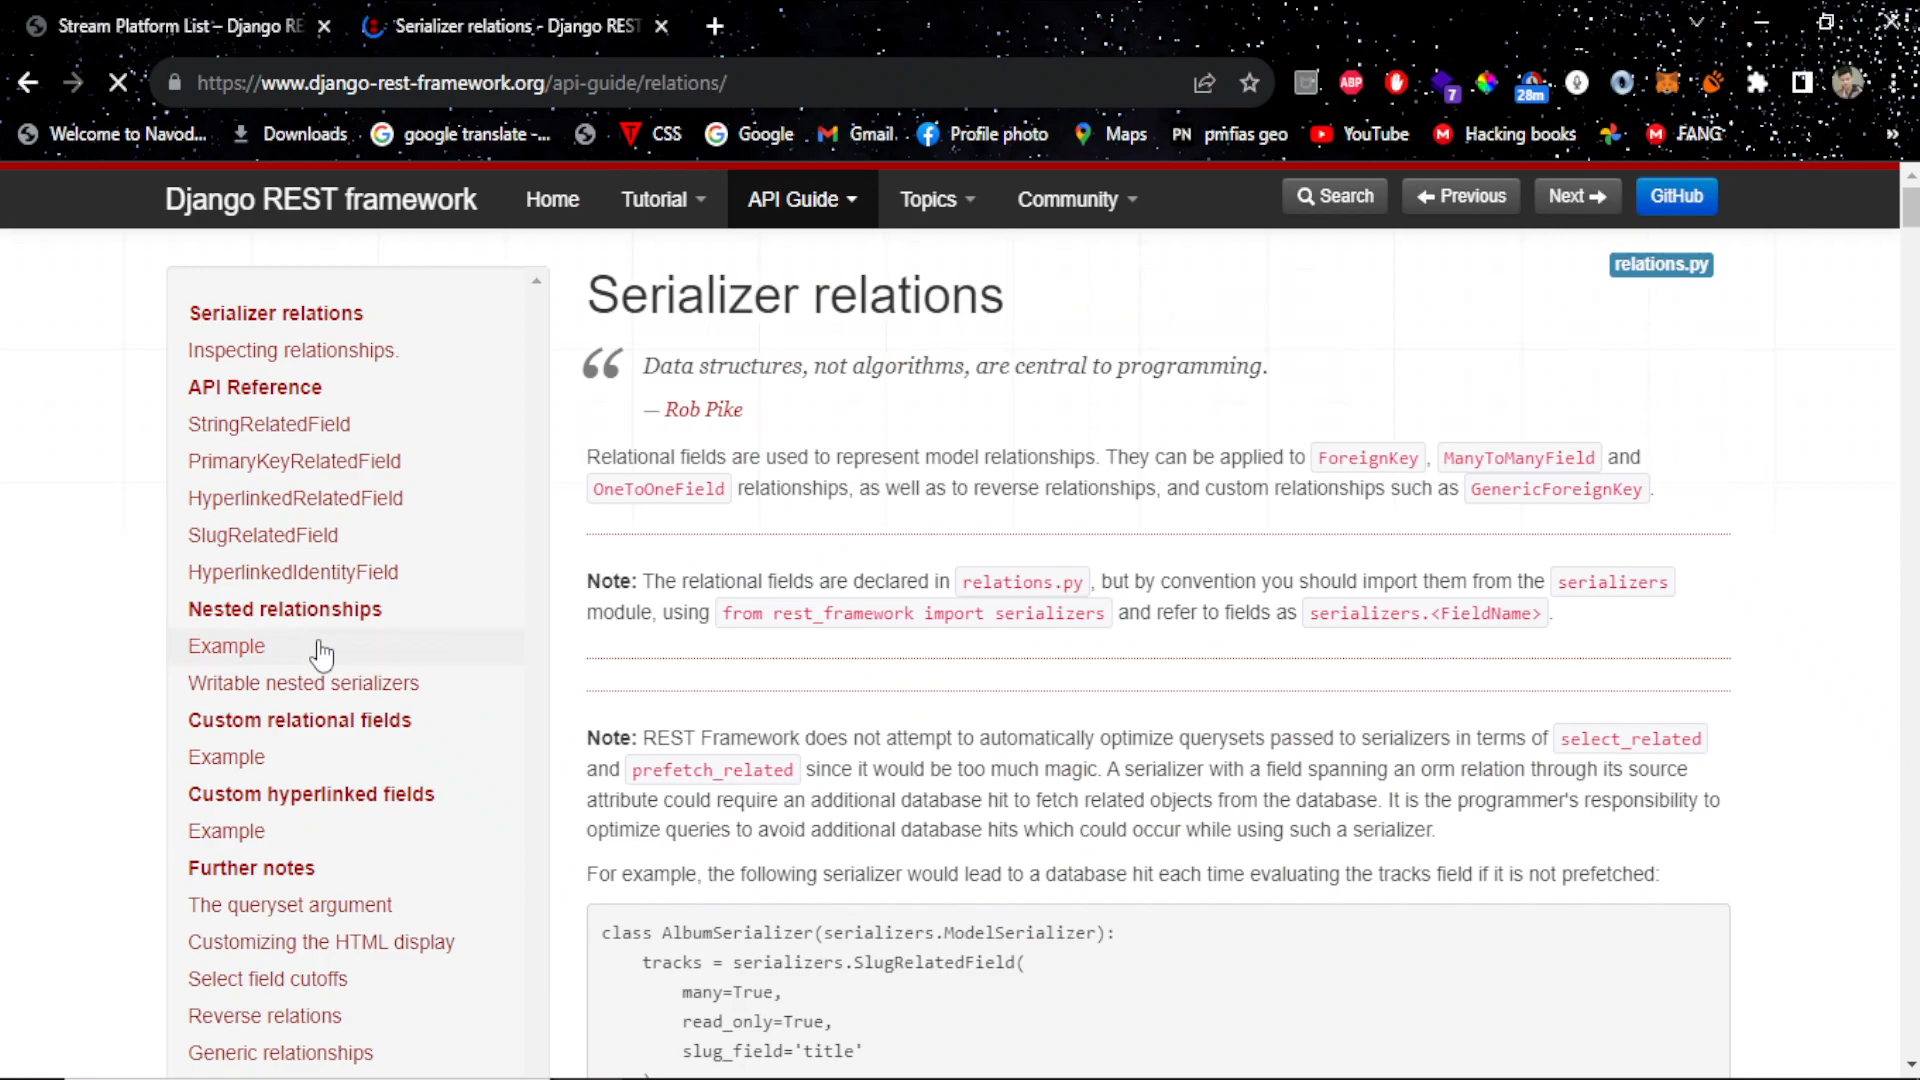 Stream Platform List – Django RE
Serializer relations - Django REST
https://www.django-rest-framework.org/api-guide/relations/
ABP
7
28m
Welcome to Navod...
Downloads
google translate -...
CSS
Google
Gmail
Profile photo
Maps
PN pmfias geo
YouTube
Hacking books
FANG
»
Django REST framework
Home
Tutorial
API Guide
Topics
Community
Search
Previous
Next
GitHub
relations.py
Serializer relations
Inspecting relationships.
API Reference
StringRelatedField
PrimaryKeyRelatedField
HyperlinkedRelatedField
SlugRelatedField
HyperlinkedIdentityField
Nested relationships
Example
Writable nested serializers
Custom relational fields
Example
Custom hyperlinked fields
Example
Further notes
The queryset argument
Customizing the HTML display
Select field cutoffs
Reverse relations
Generic relationships
Serializer relations
Data structures, not algorithms, are central to programming.
— Rob Pike
Relational fields are used to represent model relationships. They can be applied to ForeignKey, ManyToManyField and
OneToOneField relationships, as well as to reverse relationships, and custom relationships such as GenericForeignKey.
Note: The relational fields are declared in relations.py, but by convention you should import them from the serializers
module, using from rest_framework import serializers and refer to fields as serializers.<FieldName>.
Note: REST Framework does not attempt to automatically optimize querysets passed to serializers in terms of select_related
and prefetch_related since it would be too much magic. A serializer with a field spanning an orm relation through its source
attribute could require an additional database hit to fetch related objects from the database. It is the programmer's responsibility to
optimize queries to avoid additional database hits which could occur while using such a serializer.
For example, the following serializer would lead to a database hit each time evaluating the tracks field if it is not prefetched:
class AlbumSerializer(serializers.ModelSerializer):
    tracks = serializers.SlugRelatedField(
        many=True,
        read_only=True,
        slug_field='title'